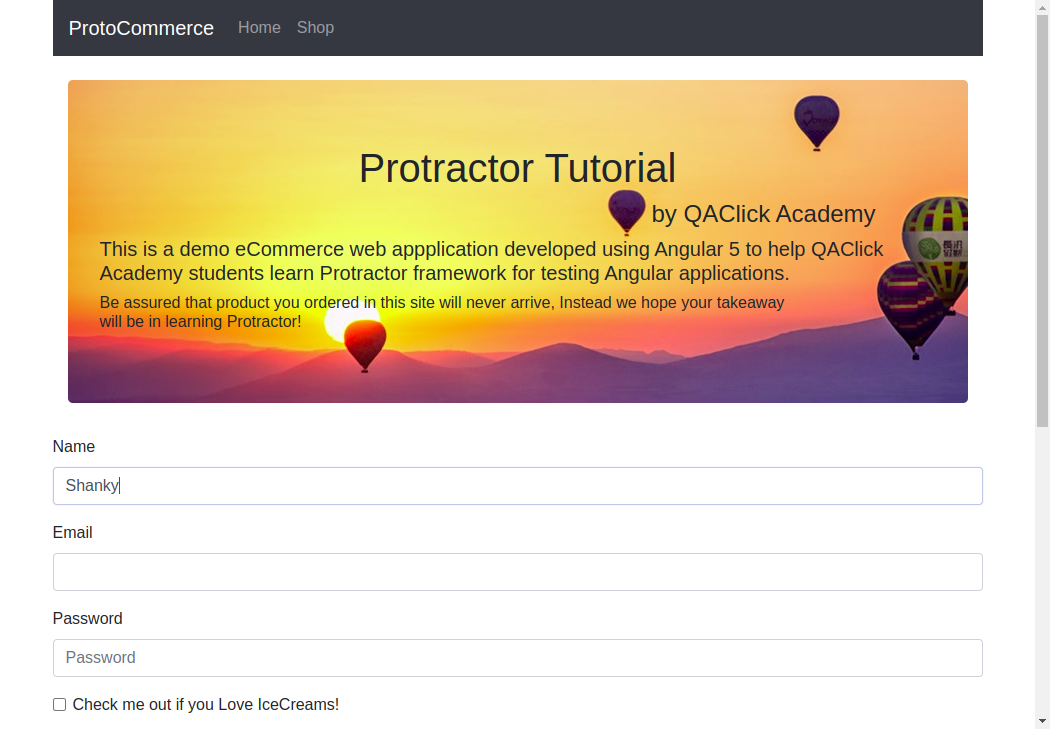 ProtoCommerce Home Shop
Protractor Tutorial
by QAClick Academy
This is a demo eCommerce web appplication developed using Angular 5 to help QAClick
Academy students learn Protractor framework for testing Angular applications.
Be assured that product you ordered in this site will never arrive, Instead we hope your takeaway
will be in learning Protractor!
Name
Shanky
Email
Password
Password
Check me out if you Love IceCreams!